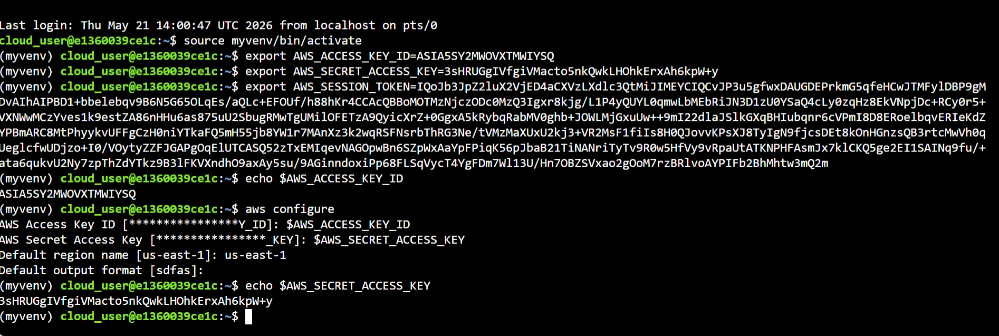 Last login: Thu May 21 14:00:47 UTC 2026 from localhost on pts/0
cloud_user@e1360039ce1c:~$ source myvenv/bin/activate
(myvenv) cloud_user@e1360039ce1c:~$ export AWS_ACCESS_KEY_ID=ASIA5SY2MWOVXTMWIYSQ
(myvenv) cloud_user@e1360039ce1c:~$ export AWS_SECRET_ACCESS_KEY=3sHRUGgIVfgiVMacto5nkQwkLHOhkErxAh6kpW+y
(myvenv) cloud_user@e1360039ce1c:~$ export AWS_SESSION_TOKEN=IQoJb3JpZ2luX2VjED4aCXVzLXdlc3QtMiJIMEYCIQCvJP3u5gfwxDAUGDEPrkmG5qfeHCwJTMFylDBP9gM
DvAIhAIPBD1+bbelebqv9B6N5G65OLqEs/aQLc+EFOUf/h88hKr4CCAcQBBoMOTMzNjczODc0MzQ3Igxr8kjg/L1P4yQUYL0qmwLbMEbRiJN3D1zU0YSaQ4cLy0zqHz8EkVNpjDc+RCy0r5+
VXNWwMCzYves1k9estZA86nHHu6as875uU2SbugRMwTgUMilOFETzA9QyicXrZ+0GgxA5kRybqRabMV0ghb+JOWLMjGxuUw++9mI22dlaJSlkGXqBHIubqnr6cVPmI8D8ERoelbqvERIeKdZ
YPBmARC8MtPhyykvUFFgCzH0niYTkaFQ5mH55jb8YW1r7MAnXz3k2wqRSFNsrbThRG3Ne/tVMzMaXUxU2kj3+VR2MsF1fiIs8H0QJovvKPsXJ8TyIgN9fjcsDEt8kOnHGnzsQB3rtcMwVh0q
UeglcfwUDjzo+I0/VOytyZZFJGAPgOqElUTCASQ52zTxEMIqevNAGOpwBn6SZpWxAaYpFPiqK56pJbaB21TiNANriTyTv9R0w5HfVy9vRpaUtATKNPHFAsmJx7klCKQ5ge2EI1SAINq9fu/+
ata6qukvU2Ny7zpThZdYTkz9B3lFKVXndhO9axAy5su/9AGinndoxiPp68FLSqVycT4YgFDm7Wl13U/Hn7OBZSVxao2gOoM7rzBRlvoAYPIFb2BhMhtw3mQ2m
(myvenv) cloud_user@e1360039ce1c:~$ echo $AWS_ACCESS_KEY_ID
ASIA5SY2MWOVXTMWIYSQ
(myvenv) cloud_user@e1360039ce1c:~$ aws configure
AWS Access Key ID [****************Y_ID]: $AWS_ACCESS_KEY_ID
AWS Secret Access Key [****************_KEY]: $AWS_SECRET_ACCESS_KEY
Default region name [us-east-1]: us-east-1
Default output format [sdfas]:
(myvenv) cloud_user@e1360039ce1c:~$ echo $AWS_SECRET_ACCESS_KEY
3sHRUGgIVfgiVMacto5nkQwkLHOhkErxAh6kpW+y
(myvenv) cloud_user@e1360039ce1c:~$